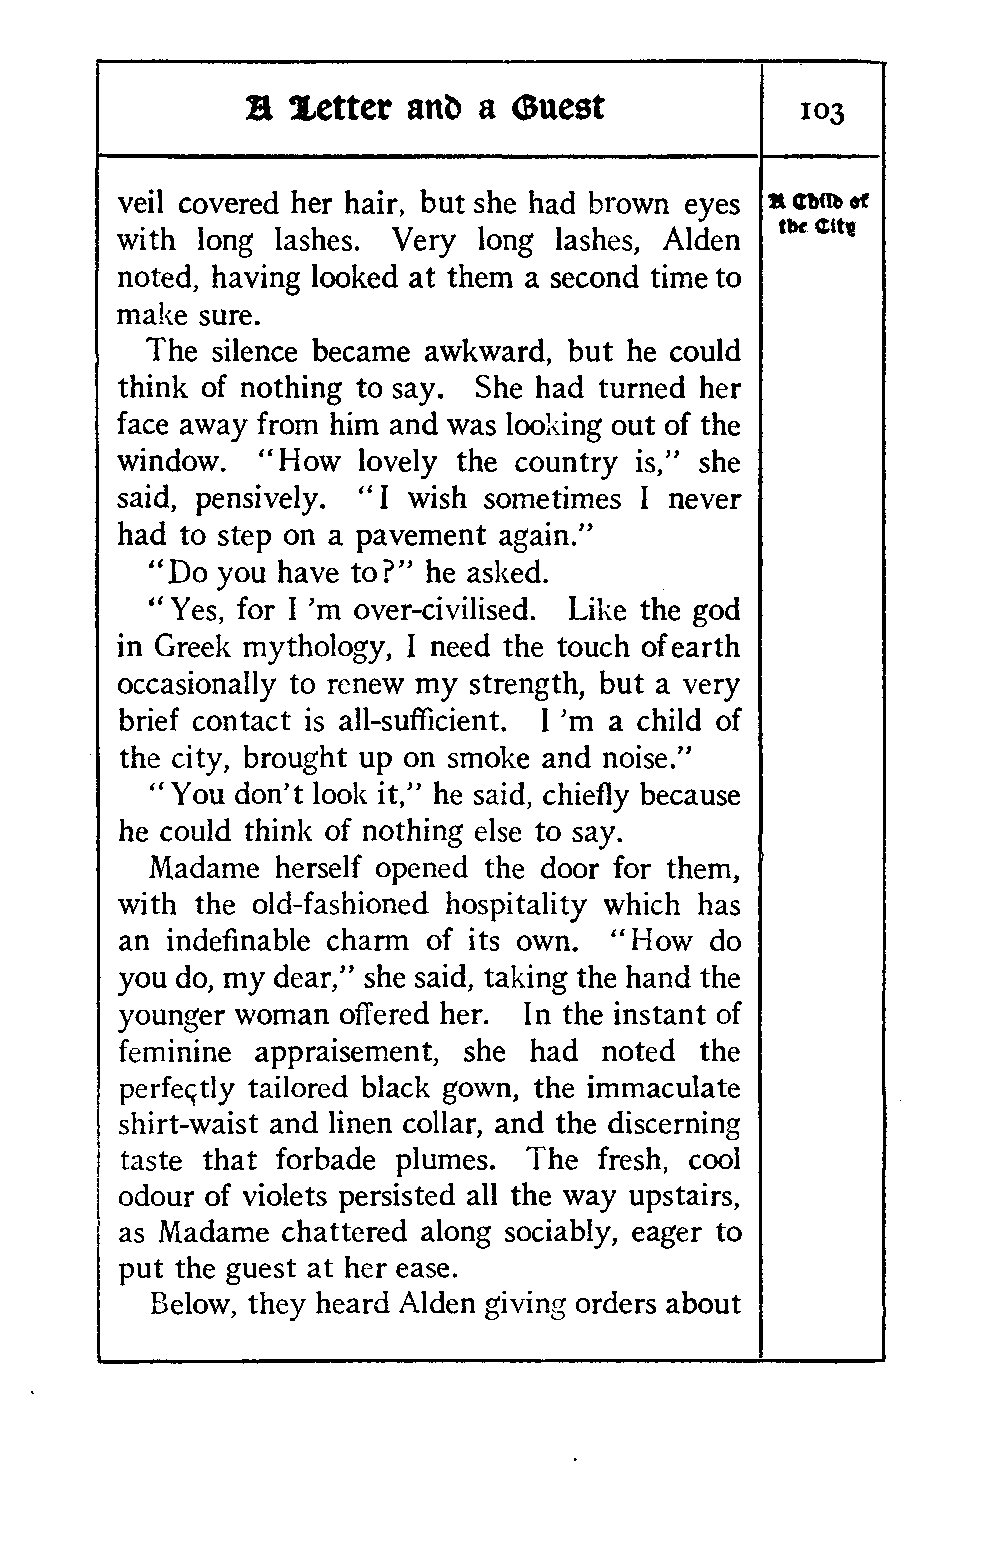 A Letter and a Guest
103
A Child of
the City
veil covered her hair, but she had brown eyes
with long lashes. Very long lashes, Alden
noted, having looked at them a second time to
make sure.
The silence became awkward, but he could
think of nothing to say. She had turned her
face away from him and was looking out of the
window. "How lovely the country is," she
said, pensively. "I wish sometimes I never
had to step on a pavement again."
"Do you have to?" he asked.
"Yes, for I 'm over-civilised. Like the god
in Greek mythology, I need the touch of earth
occasionally to renew my strength, but a very
brief contact is all-sufficient. I 'm a child of
the city, brought up on smoke and noise."
"You don't look it," he said, chiefly because
he could think of nothing else to say.
Madame herself opened the door for them,
with the old-fashioned hospitality which has
an indefinable charm of its own. "How do
you do, my dear," she said, taking the hand the
younger woman offered her. In the instant of
feminine appraisement, she had noted the
perfectly tailored black gown, the immaculate
shirt-waist and linen collar, and the discerning
taste that forbade plumes. The fresh, cool
odour of violets persisted all the way upstairs,
as Madame chattered along sociably, eager to
put the guest at her ease.
Below, they heard Alden giving orders about